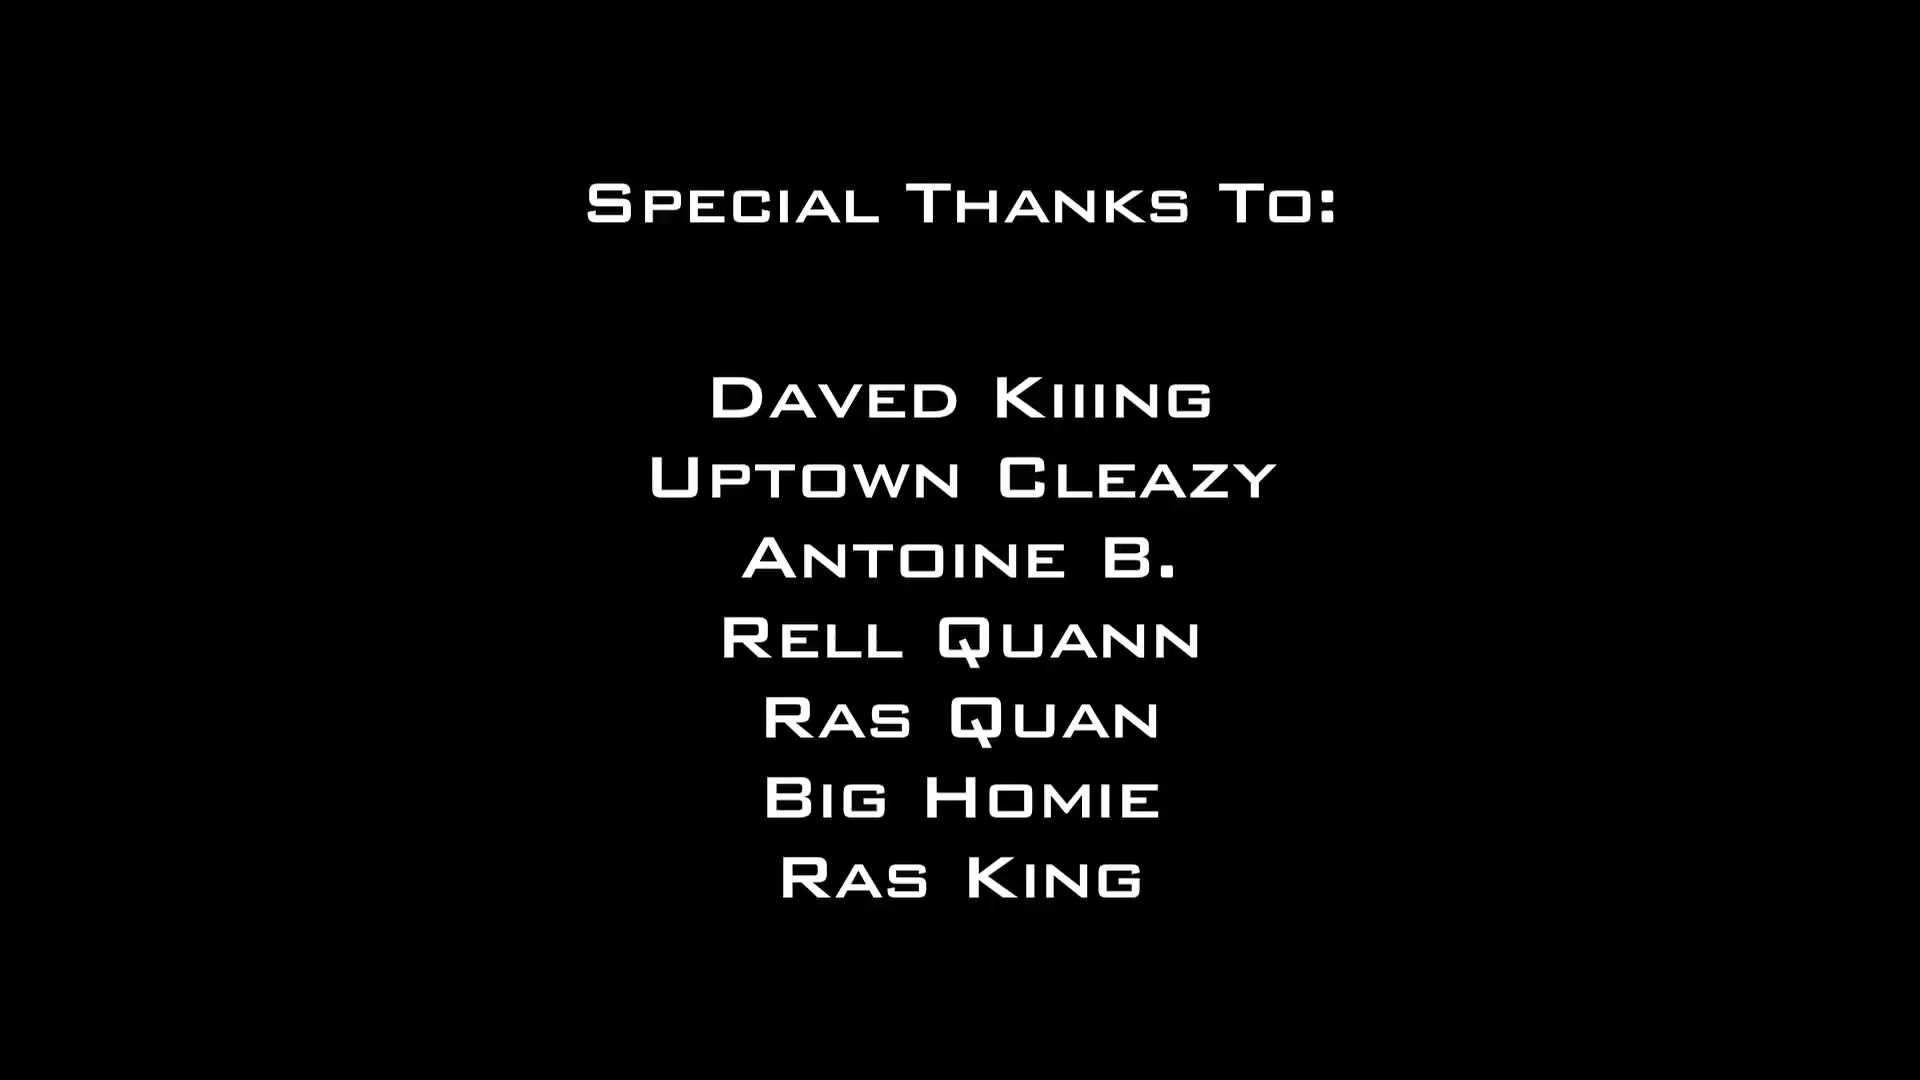 Special Thanks To:
Daved Kiiing
Uptown Cleazy
Antoine B.
Rell Quann
Ras Quan
Big Homie
Ras King